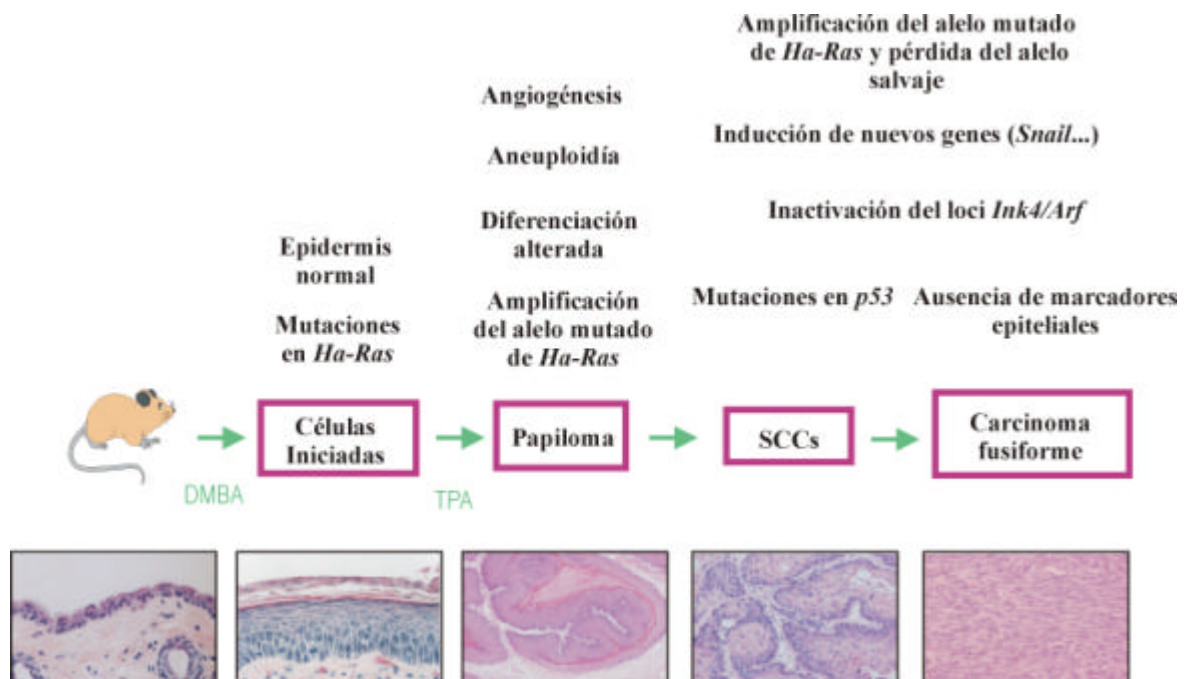 Amplificación del alelo mutado
de Ha-Ras y pérdida del alelo
salvaje
Angiogénesis
Inducción de nuevos genes (Snail...)
Aneuploidía
Inactivación del loci Ink4/Arf
Diferenciación
alterada
Epidermis
normal
Mutaciones en p53
Ausencia de marcadores
epiteliales
Amplificación
del alelo mutado
de Ha-Ras
Mutaciones
en Ha-Ras
Células
Iniciadas
Papiloma
SCCs
Carcinoma
fusiforme
DMBA
TPA